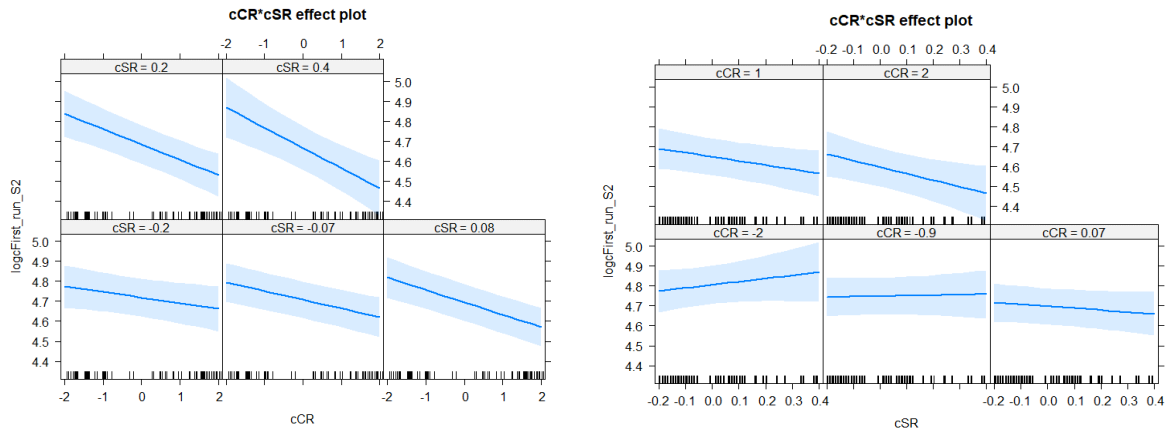 cCR*cSR effect plot
-2 -1 0 1 2
cSR = 0.2 cSR = 0.4
5.0
4.9
4.8
4.7
4.6
4.5
4.4
logcFirst_run_S2
cSR = -0.2 cSR = -0.07 cSR = 0.08
5.0
4.9
4.8
4.7
4.6
4.5
4.4
-2 -1 0 1 2 -2 -1 0 1 2
cCR
cCR*cSR effect plot
-0.2 0.0 0.1 0.2 0.3 0.4
cCR = 1 cCR = 2
5.0
4.9
4.8
4.7
4.6
4.5
4.4
logcFirst_run_S2
cCR = -2 cCR = -0.9 cCR = 0.07
5.0
4.9
4.8
4.7
4.6
4.5
4.4
-0.2 0.0 0.1 0.2 0.3 0.4 -0.2 0.0 0.1 0.2 0.3 0.4
cSR